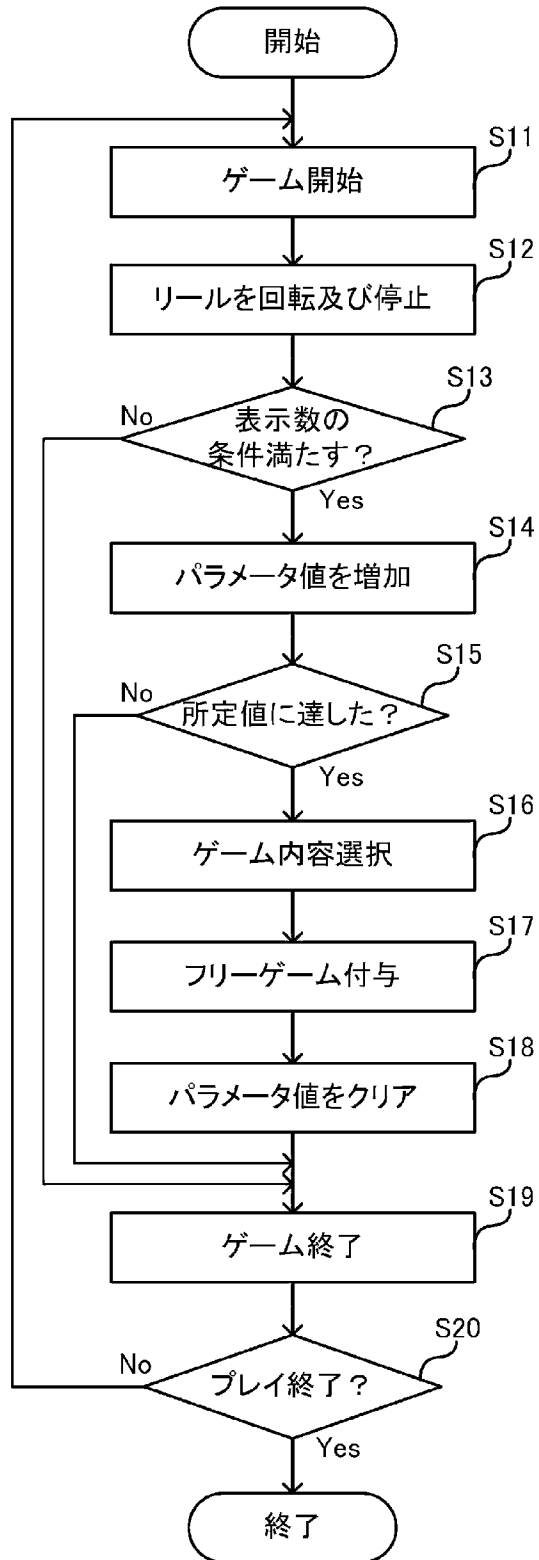 開始
S11
ゲーム開始
S12
リールを回転及び停止
S13
No
表示数の
条件満たす？
Yes
S14
パラメータ値を増加
S15
No
所定値に達した？
Yes
S16
ゲーム内容選択
S17
フリーゲーム付与
S18
パラメータ値をクリア
S19
ゲーム終了
S20
No
プレイ終了？
Yes
終了